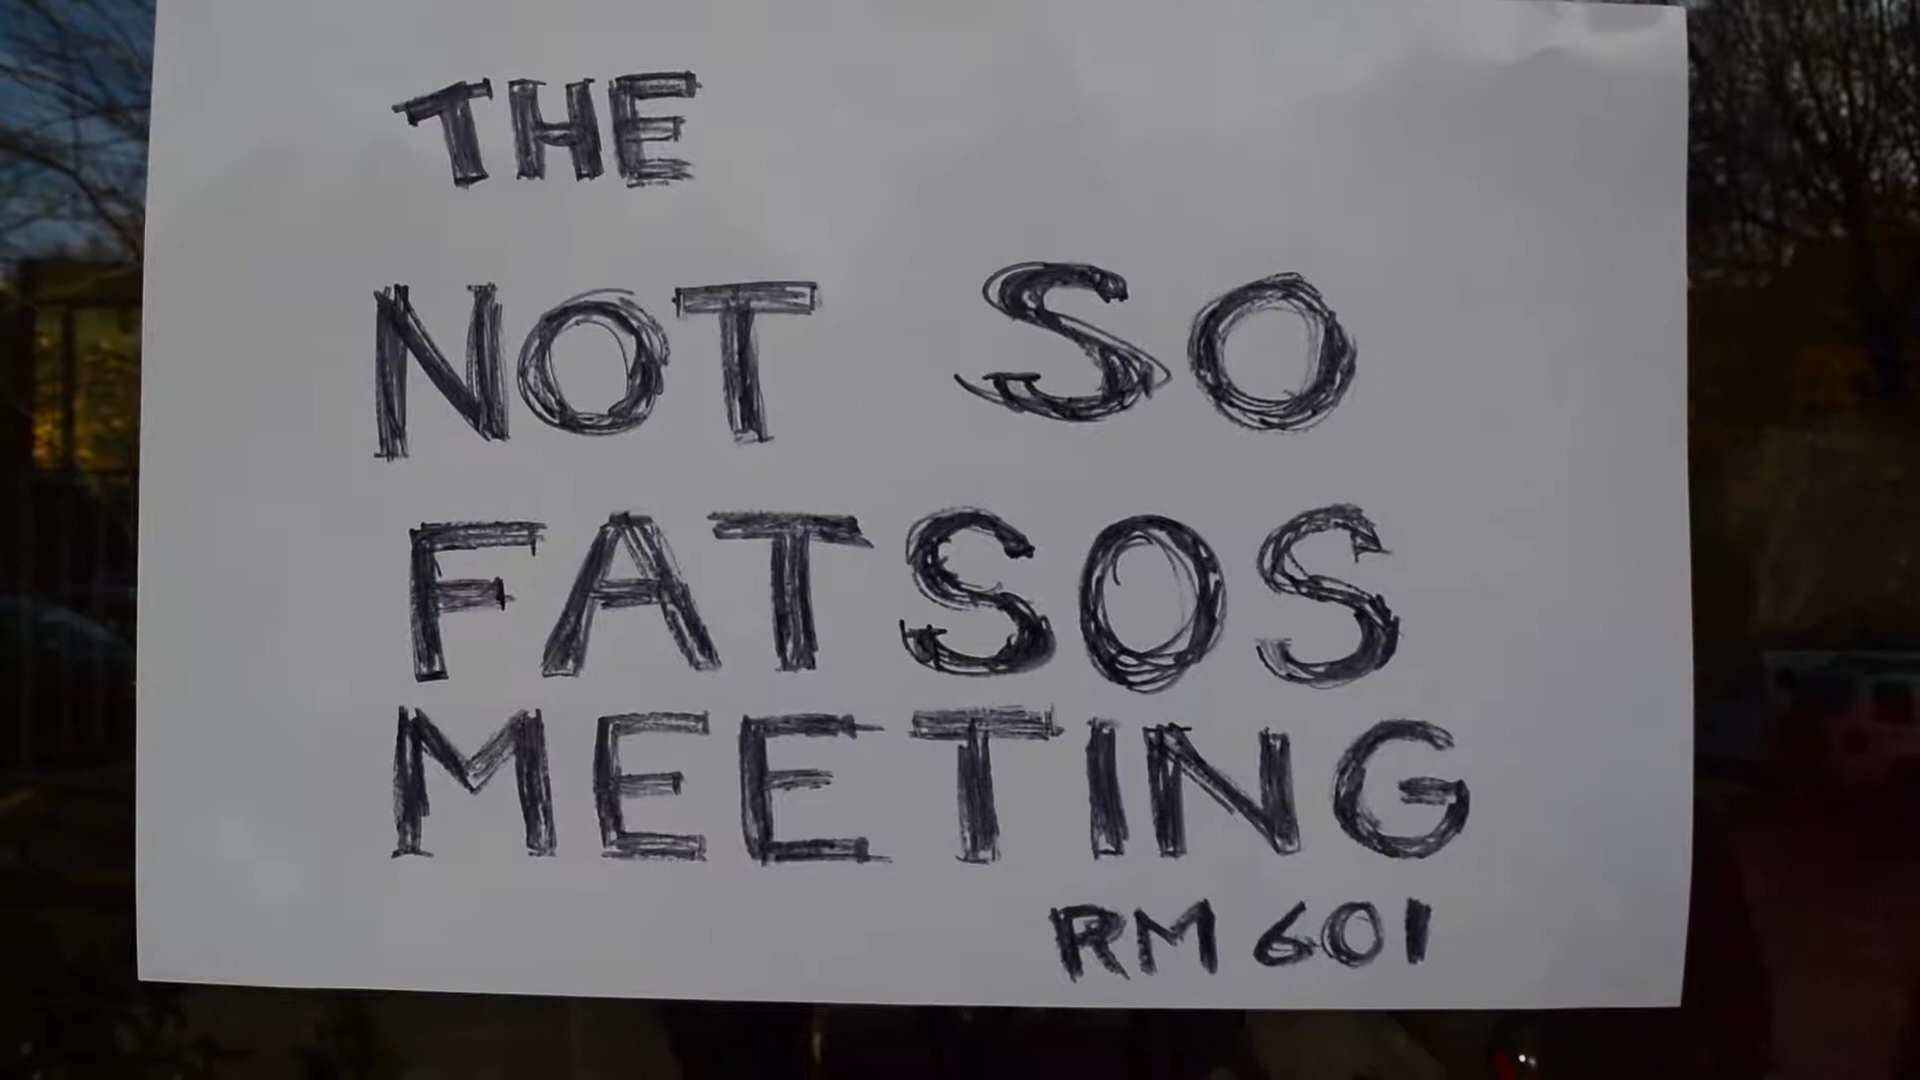 THE
NOT SO
FATSOS
MEETING
RM 601